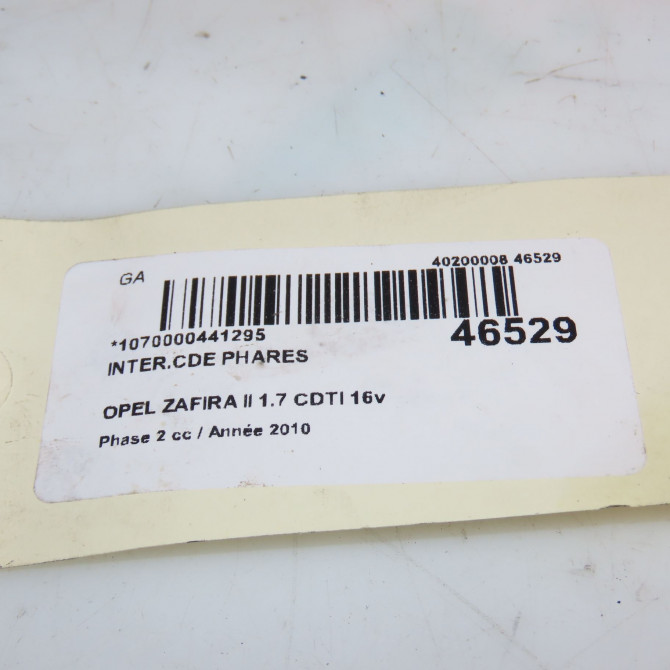 GA
40200008 46529
*1070000441295
46529
INTER.CDE PHARES
OPEL ZAFIRA II 1.7 CDTI 16v
Phase 2 cc / Année 2010